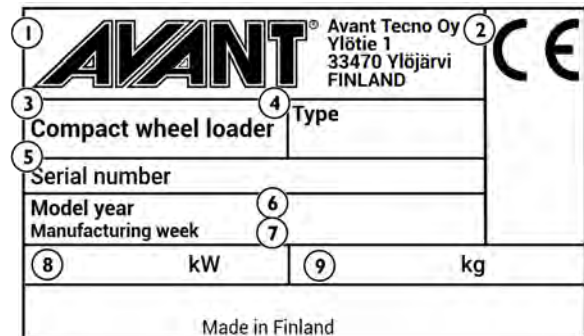 1
AVANT®
Avant Tecno Oy
Ylötie 1
33470 Ylöjärvi
FINLAND
2
CE
3
Compact wheel loader
4
Type
5
Serial number
Model year
6
Manufacturing week
7
8
kW
9
kg
Made in Finland